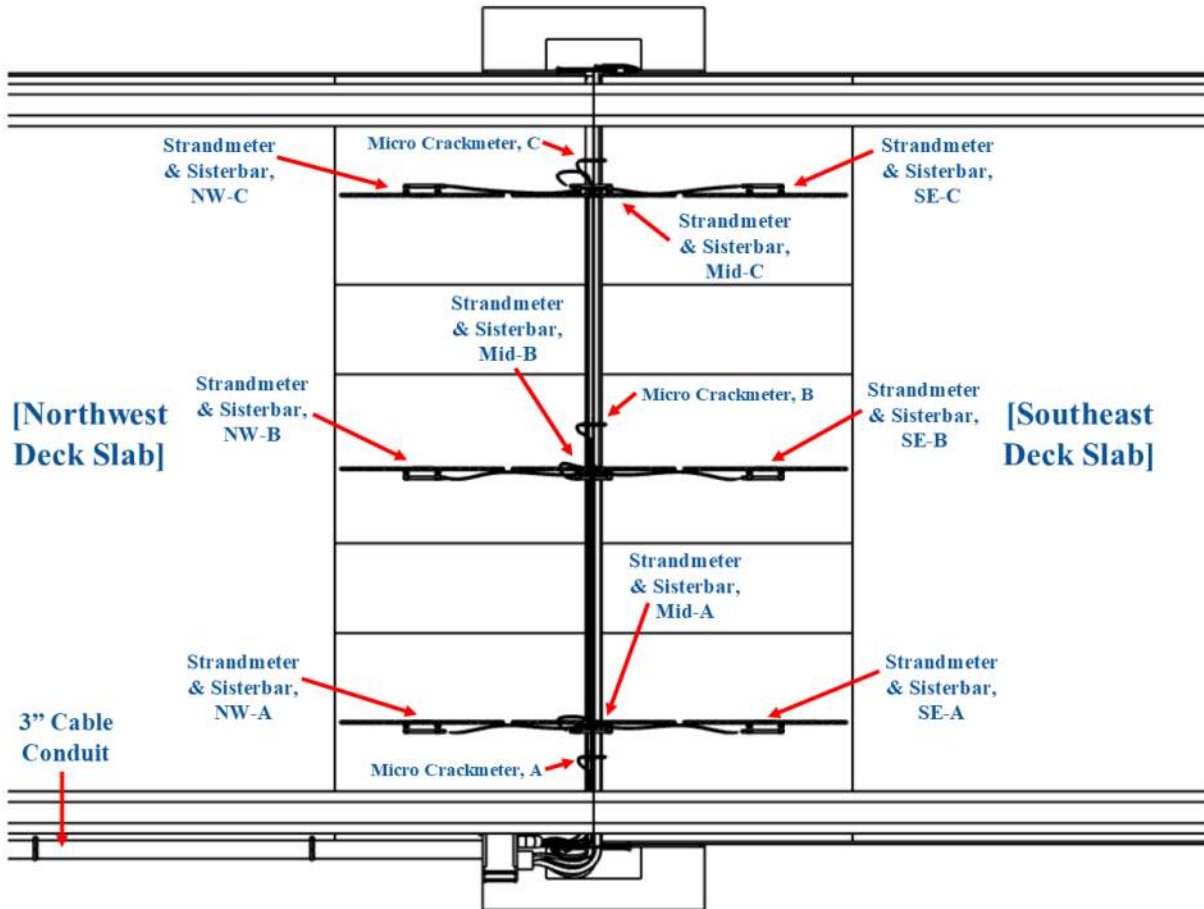 Strandmeter
& Sisterbar,
NW-C
Micro Crackmeter, C
Strandmeter
& Sisterbar,
SE-C
Strandmeter
& Sisterbar,
Mid-C
Strandmeter
& Sisterbar,
Mid-B
[Northwest
Deck Slab]
Strandmeter
& Sisterbar,
NW-B
Micro Crackmeter, B
Strandmeter
& Sisterbar,
SE-B
[Southeast
Deck Slab]
Strandmeter
& Sisterbar,
Mid-A
Strandmeter
& Sisterbar,
NW-A
Strandmeter
& Sisterbar,
SE-A
3” Cable
Conduit
Micro Crackmeter, A